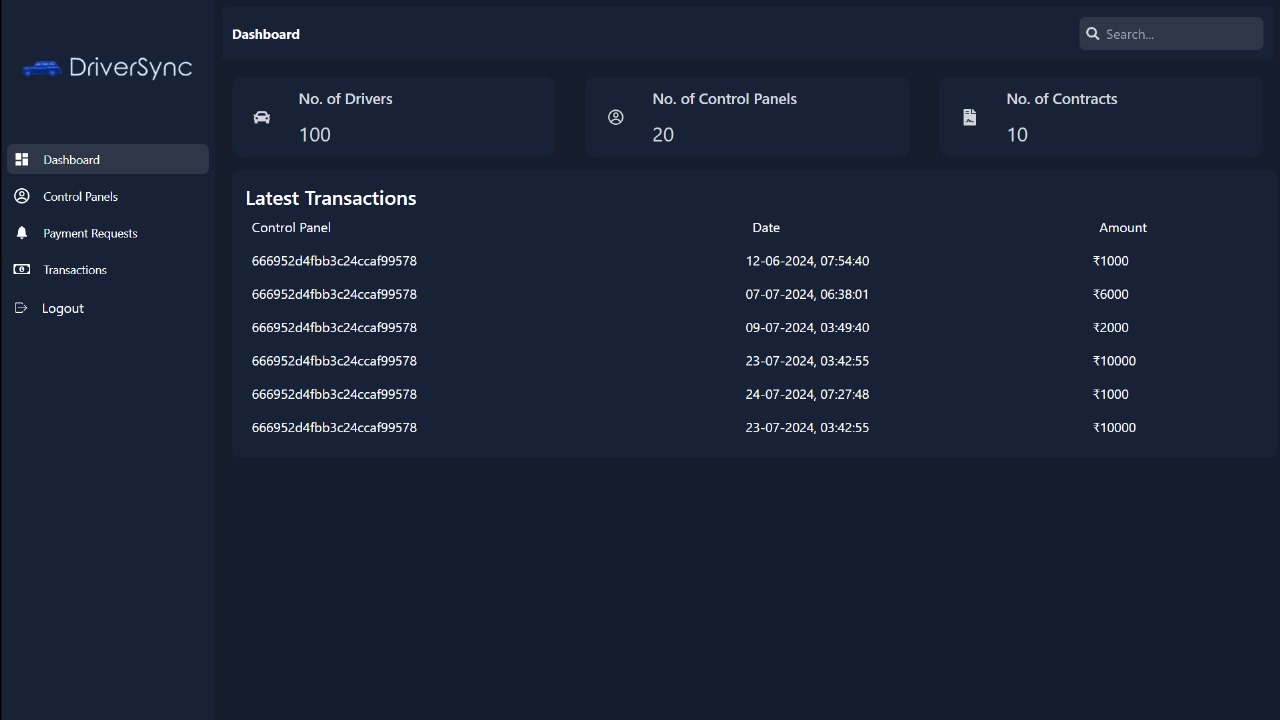 DriverSync
Dashboard
Control Panels
Payment Requests
Transactions
Logout
Dashboard
Search...
No. of Drivers
100
No. of Control Panels
20
No. of Contracts
10
Latest Transactions
Control Panel Date Amount
666952d4fbb3c24ccaf99578 12-06-2024, 07:54:40 ₹1000
666952d4fbb3c24ccaf99578 07-07-2024, 06:38:01 ₹6000
666952d4fbb3c24ccaf99578 09-07-2024, 03:49:40 ₹2000
666952d4fbb3c24ccaf99578 23-07-2024, 03:42:55 ₹10000
666952d4fbb3c24ccaf99578 24-07-2024, 07:27:48 ₹1000
666952d4fbb3c24ccaf99578 23-07-2024, 03:42:55 ₹10000